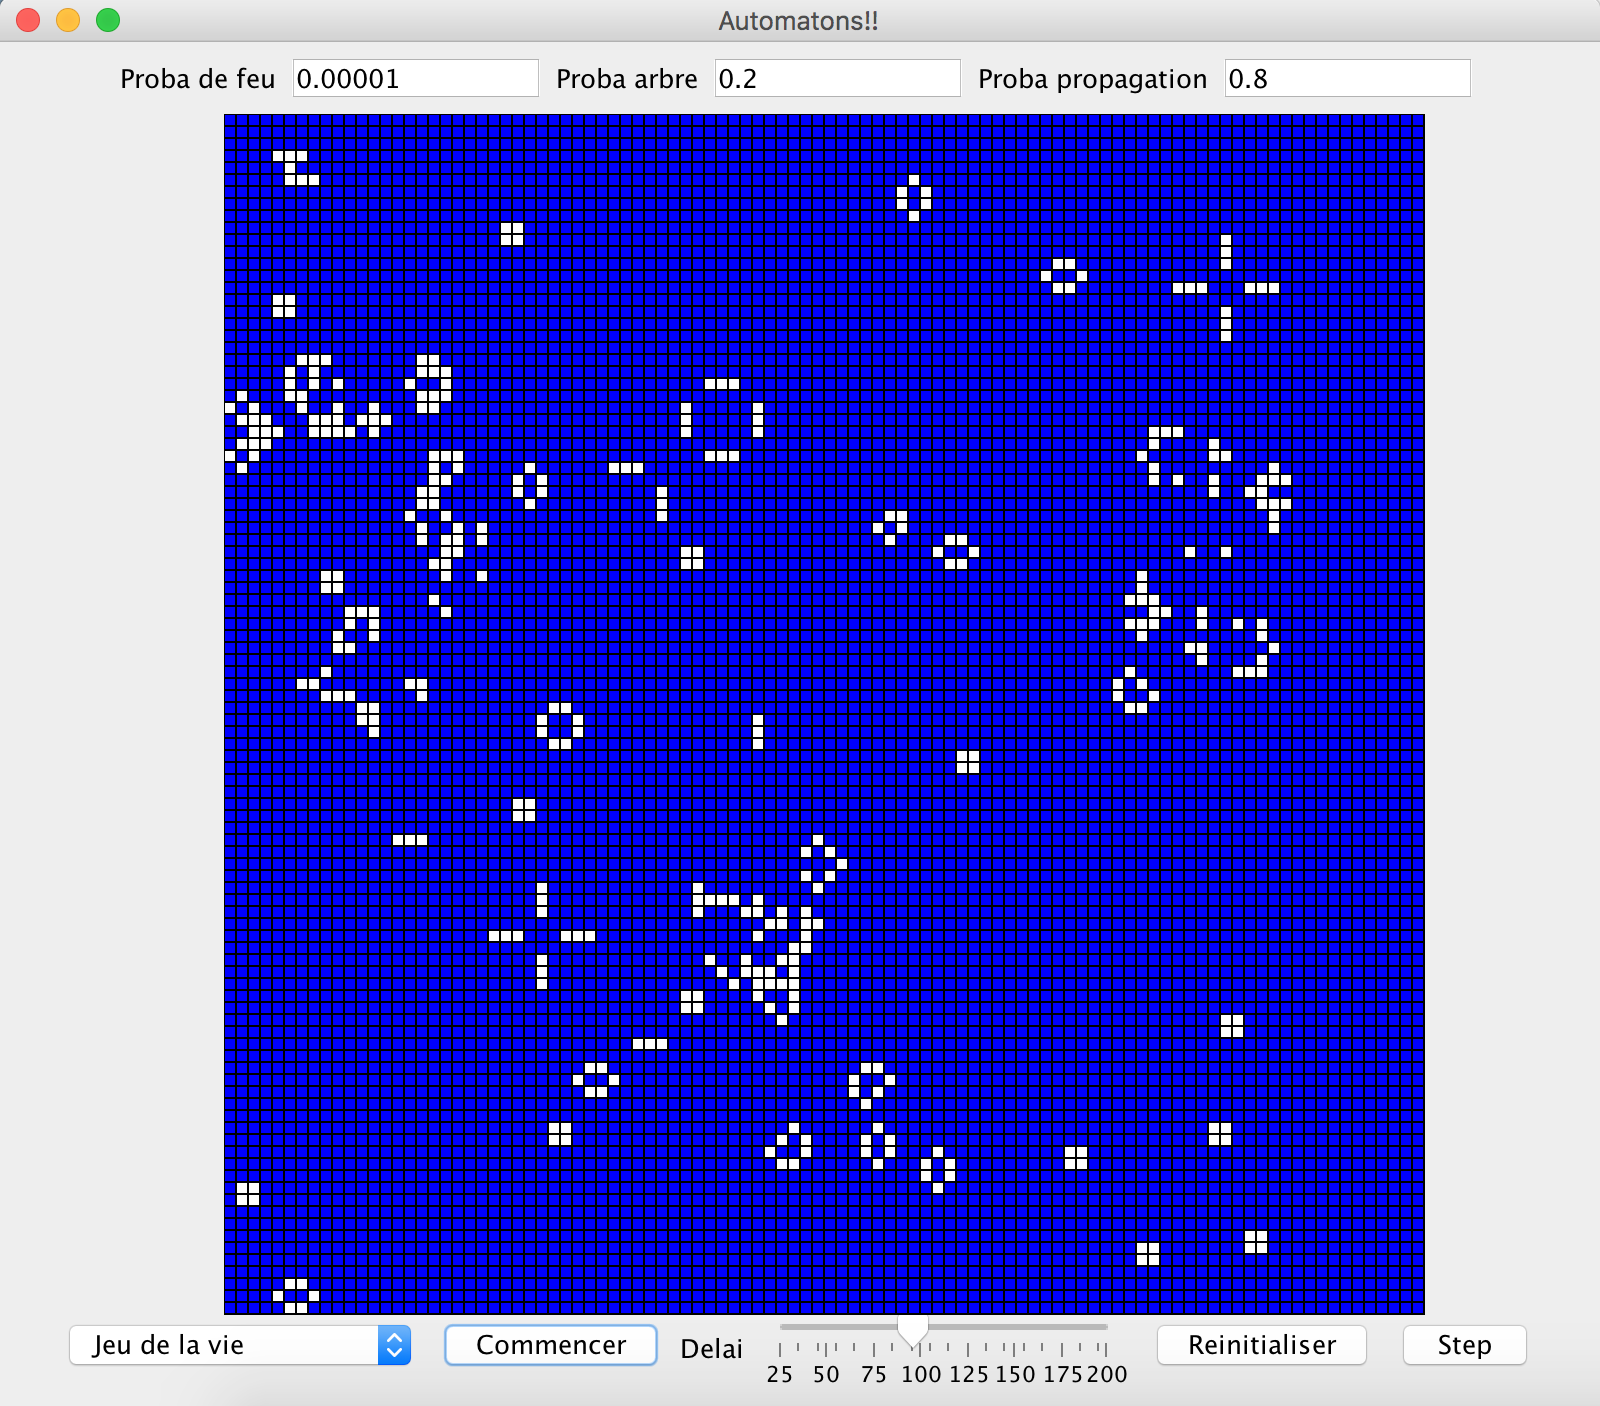 Automatons!!
Proba de feu 0.00001 Proba arbre 0.2 Proba propagation 0.8
Jeu de la vie Commencer Delai Reinitialiser Step
25 50 75 100 125 150 175 200